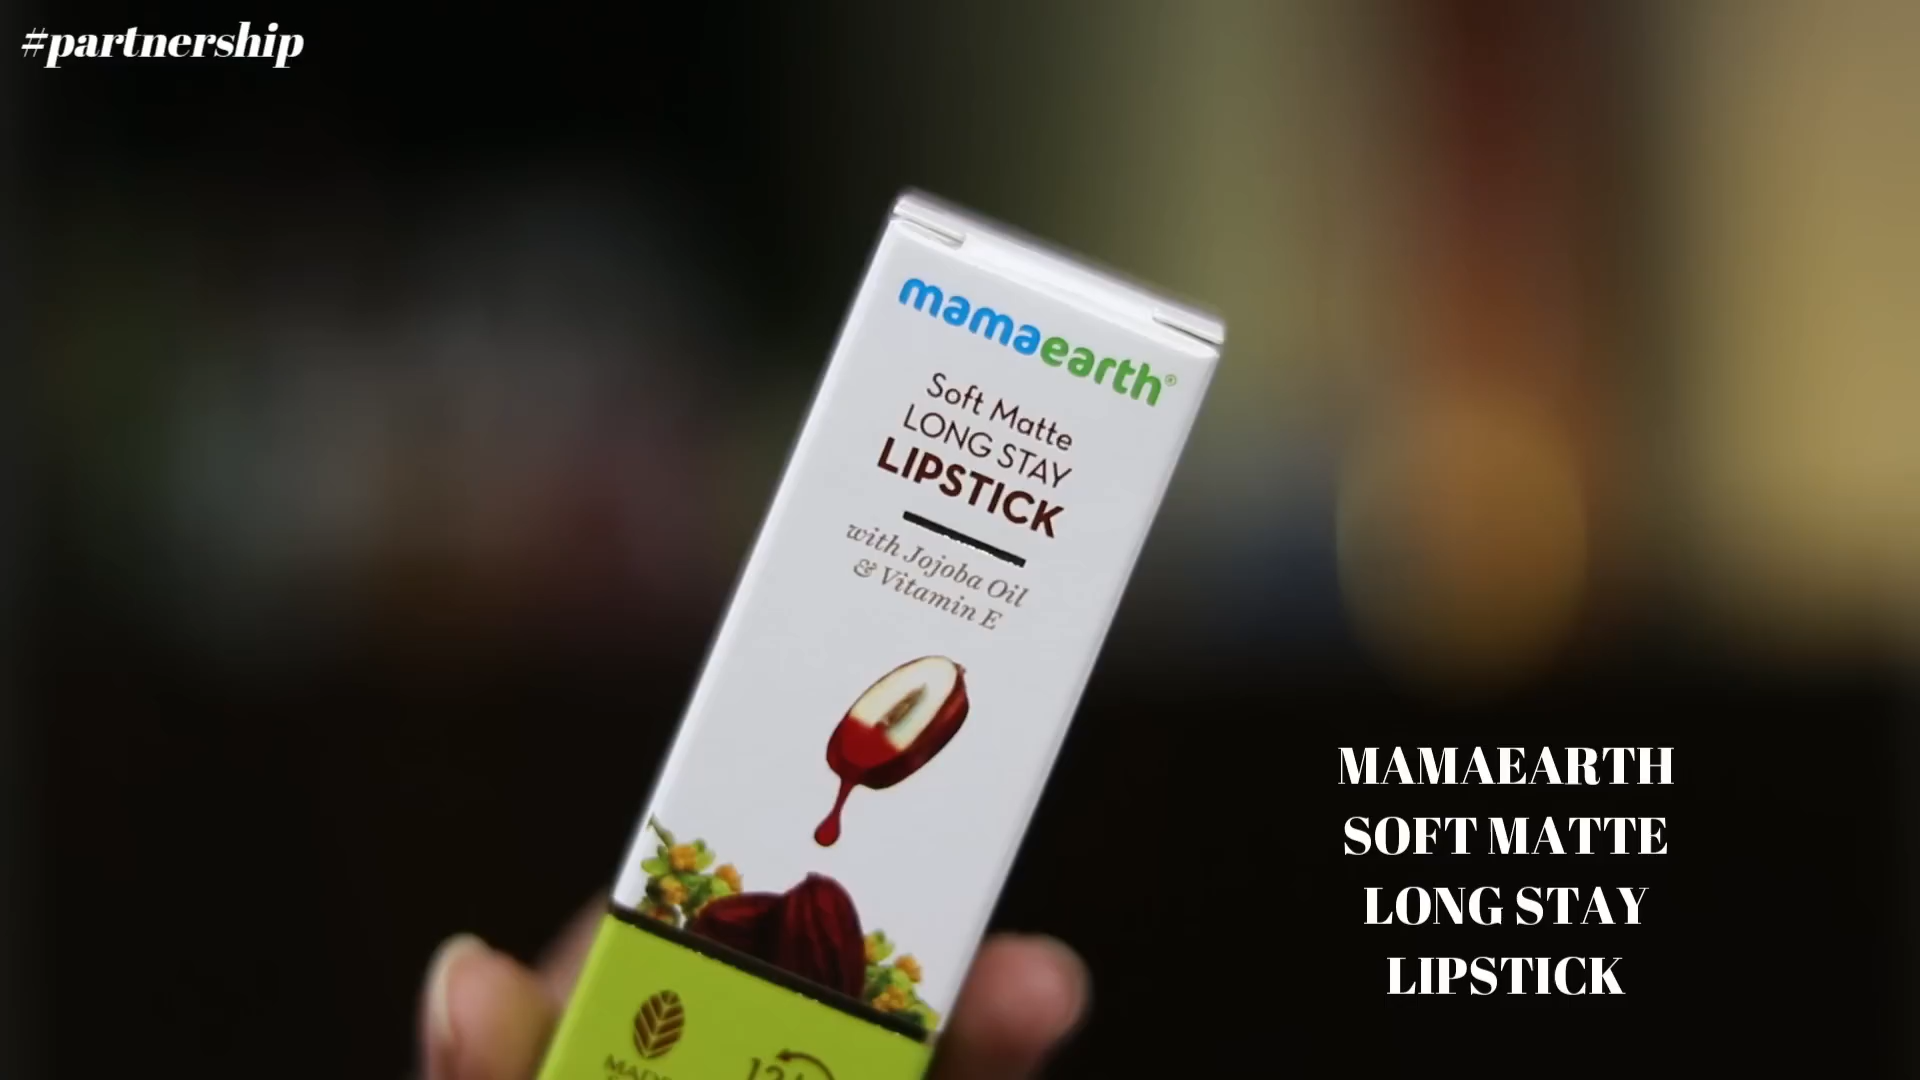 #partnership
mamaearth®
Soft Matte
LONG STAY
LIPSTICK
with Jojoba Oil
& Vitamin E
MAMAEARTH
SOFT MATTE
LONG STAY
LIPSTICK